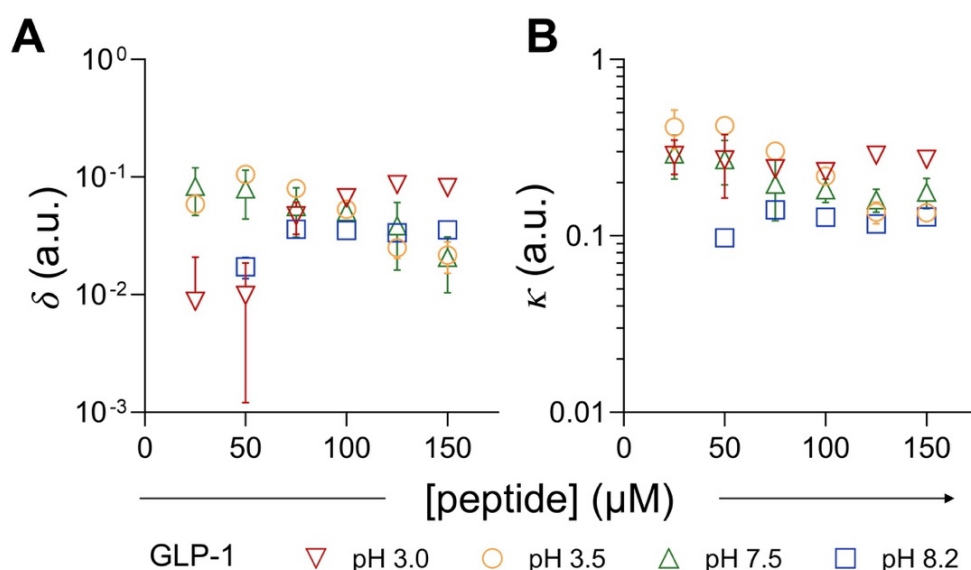 A
B
10⁰
10⁻¹
10⁻²
10⁻³
δ (a.u.)
0 50 100 150
1
0.1
0.01
κ (a.u.)
0 50 100 150
[peptide] (µM)
GLP-1 pH 3.0 pH 3.5 pH 7.5 pH 8.2